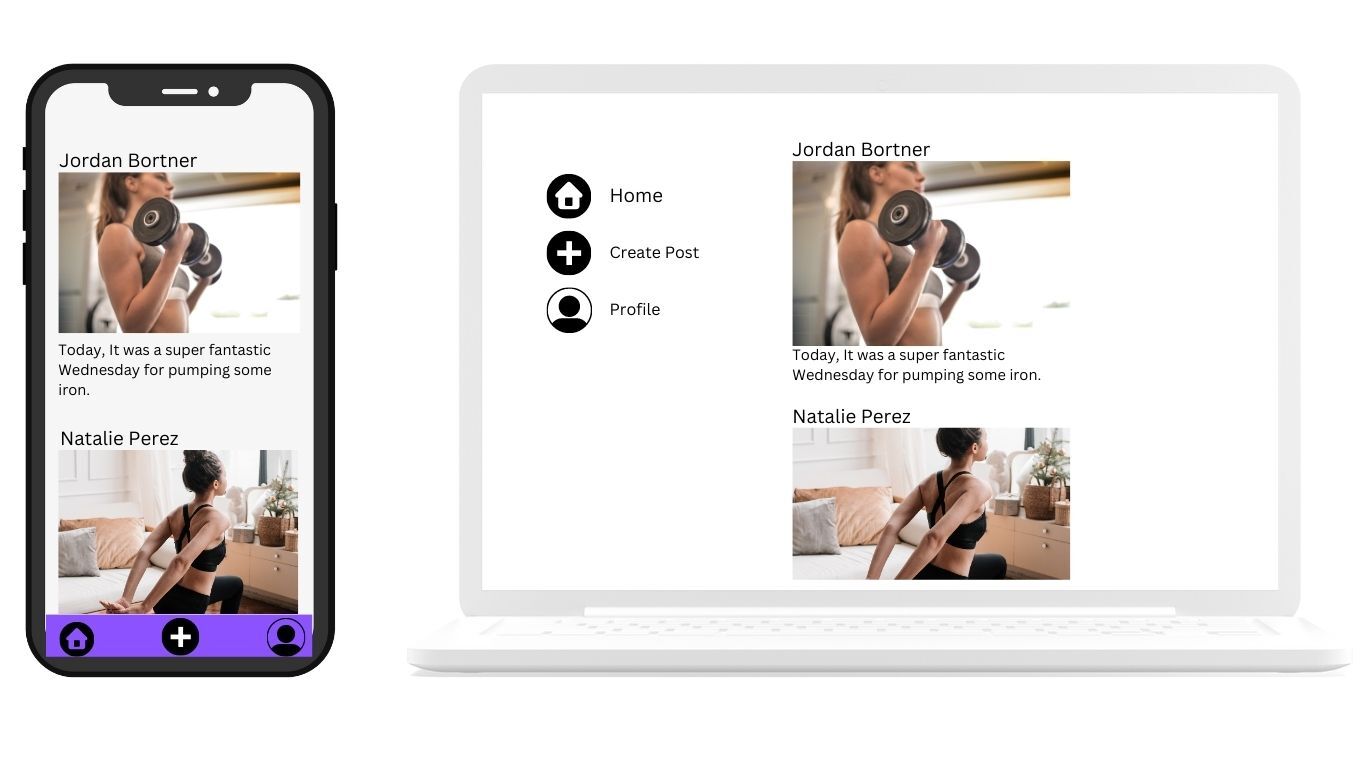 Jordan Bortner
Today, It was a super fantastic
Wednesday for pumping some
iron.
Natalie Perez
Home
Create Post
Profile
Jordan Bortner
Today, It was a super fantastic
Wednesday for pumping some iron.
Natalie Perez